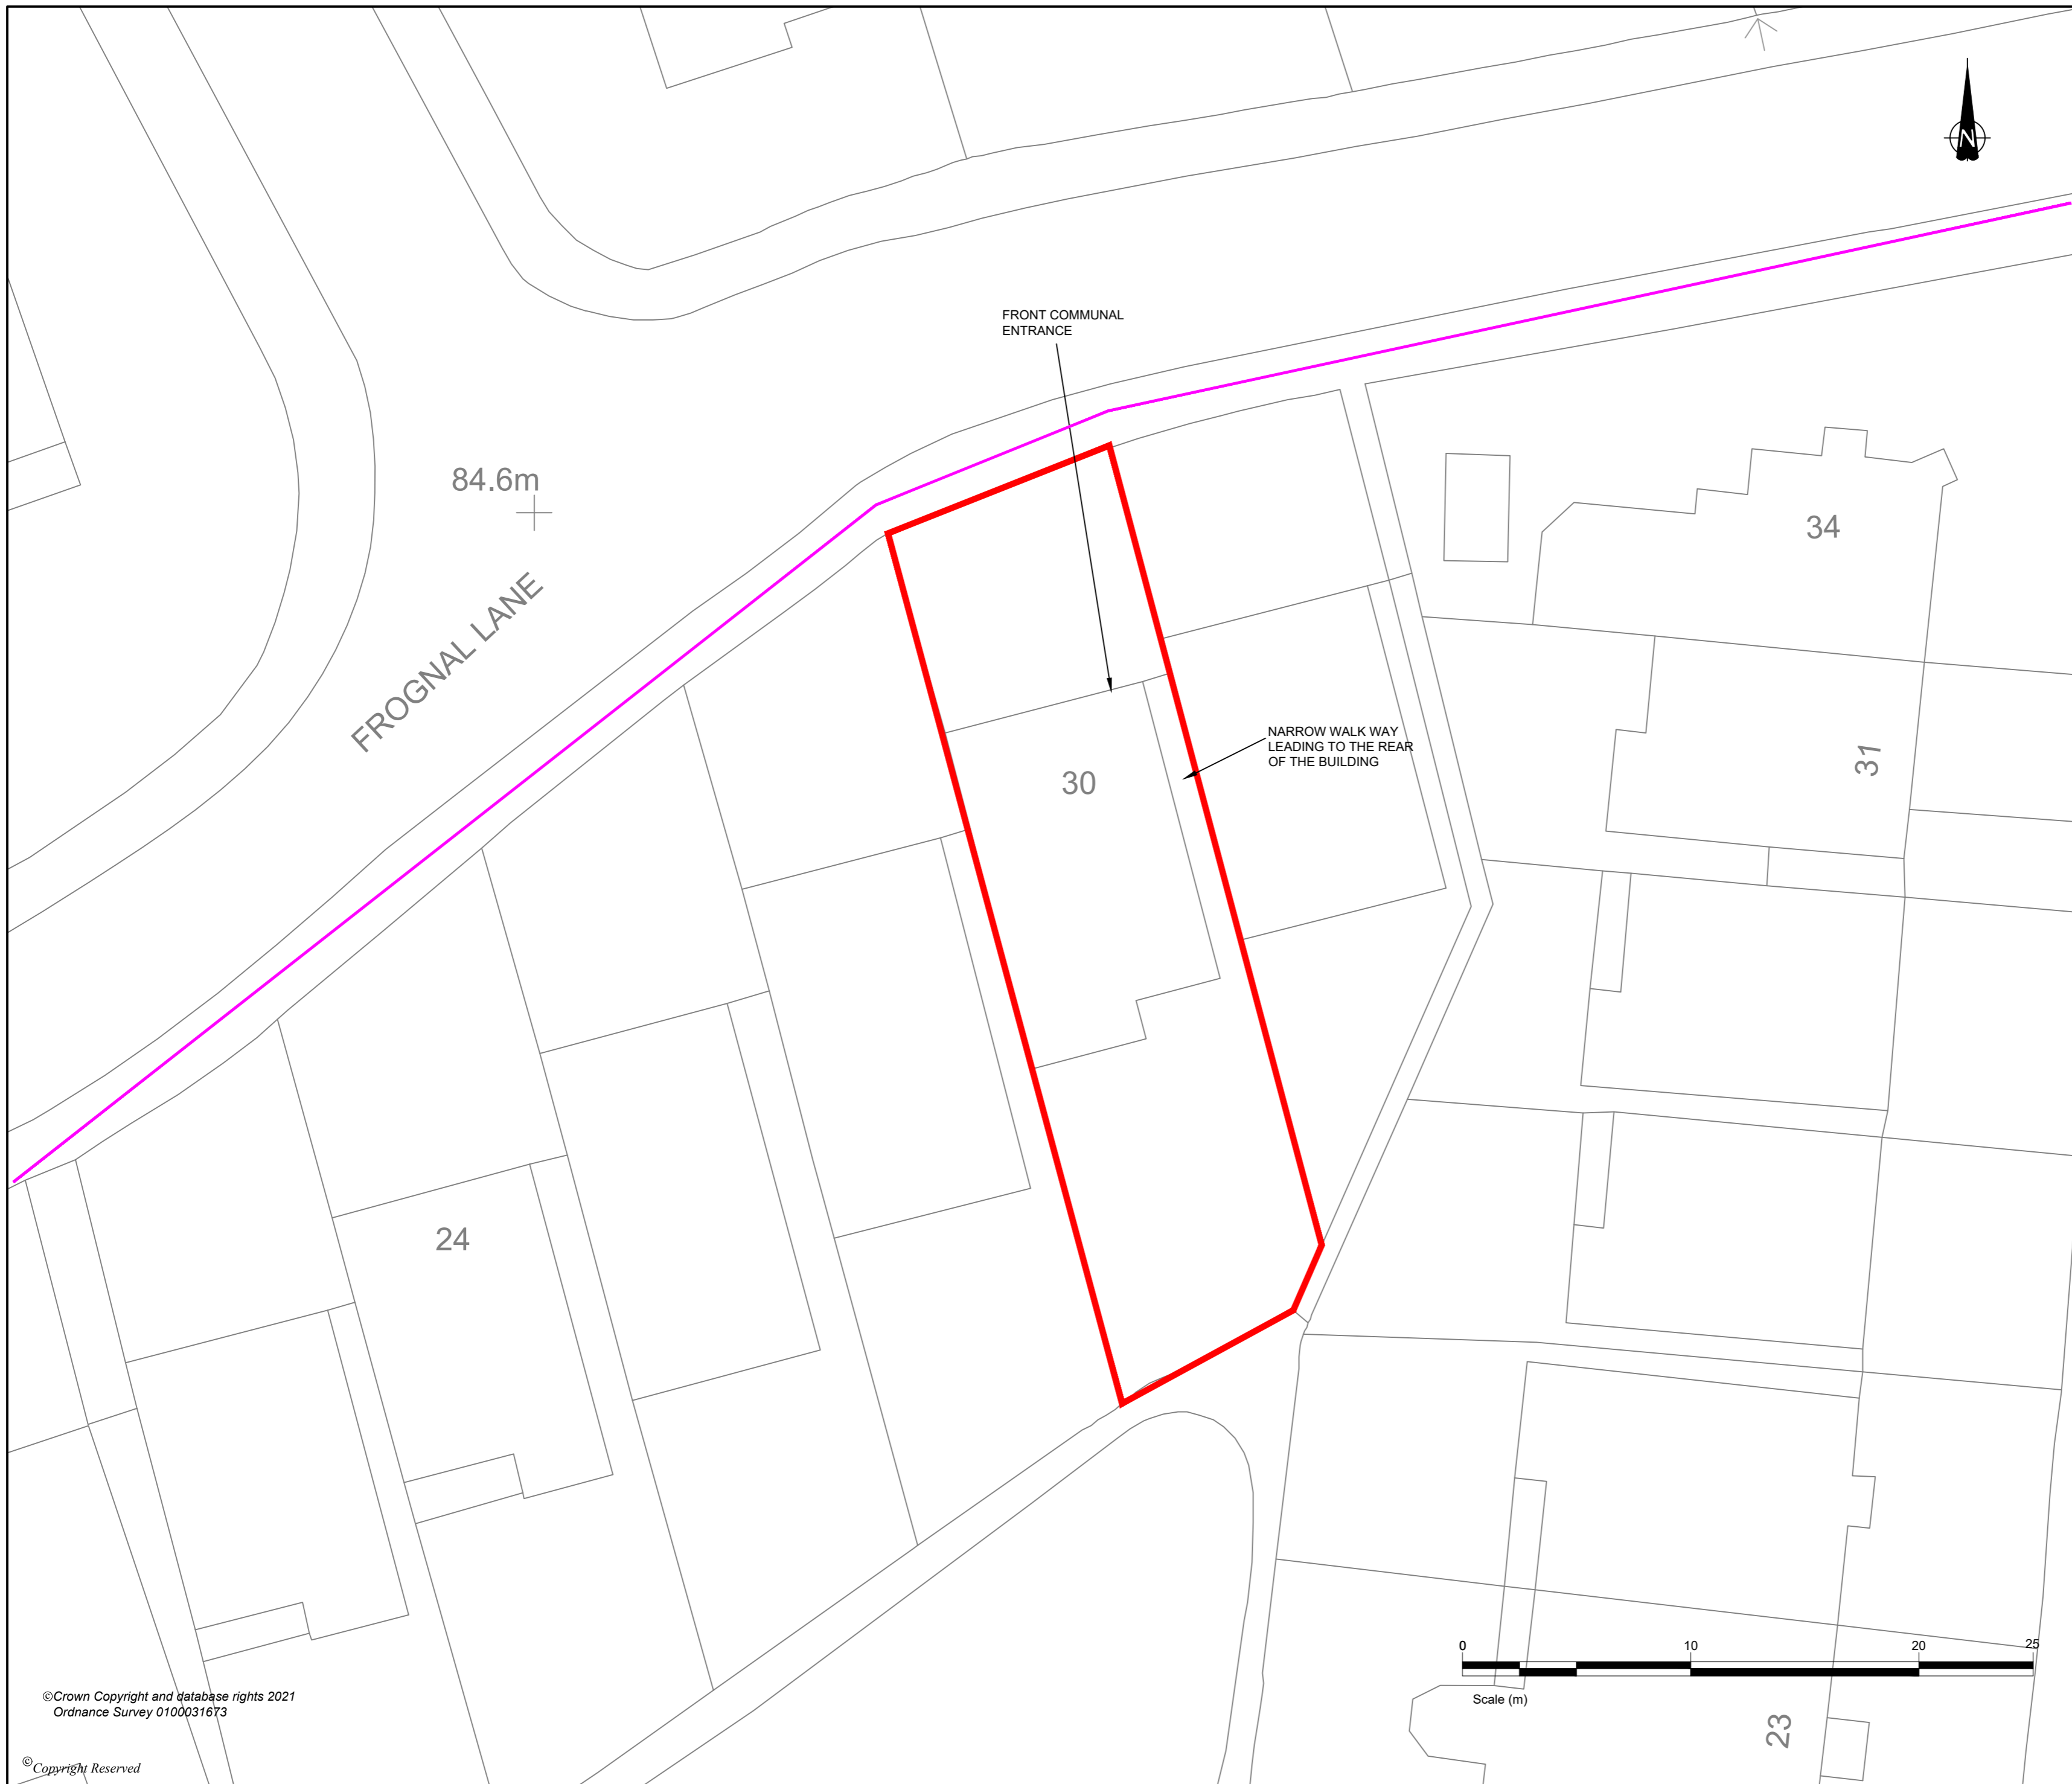 N
FRONT COMMUNAL
ENTRANCE
84.6m
34
FROGNAL LANE
NARROW WALK WAY
LEADING TO THE REAR
OF THE BUILDING
31
30
24
0 10 20 25
Scale (m)
23
©Crown Copyright and database rights 2021
Ordnance Survey 0100031673
©Copyright Reserved